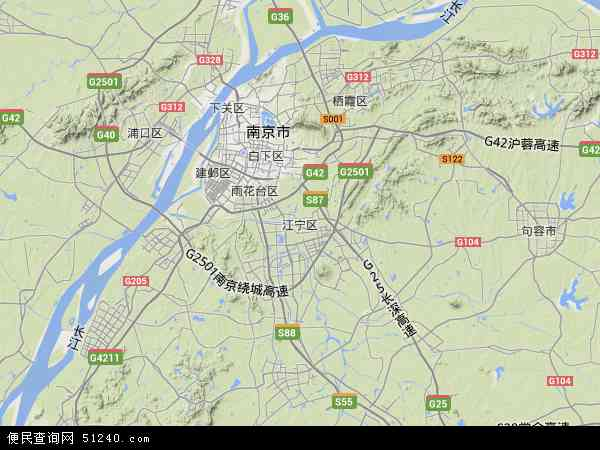 G36
长江
G328
G312
G2501
G312
G312
下关区
栖霞区
G42
S001
南京市
G40
浦口区
G42沪蓉高速
G42
白下区
S122
建邺区
G42
G2501
雨花台区
S87
江宁区
句容市
G104
G2501南京绕城高速
G205
G25长深高速
长江
S88
G4211
G104
S55
G25
便民查询网 51240.com